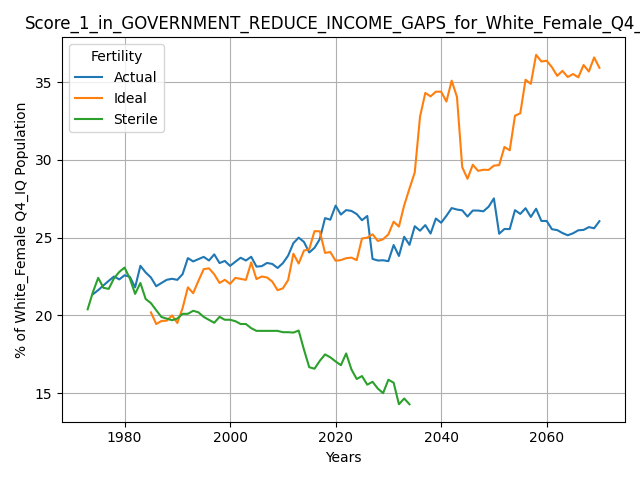 Score_1_in_GOVERNMENT_REDUCE_INCOME_GAPS_for_White_Female_Q4_
Fertility
Actual
Ideal
Sterile
% of White_Female Q4_IQ Population
35
30
25
20
15
1980
2000
2020
2040
2060
Years